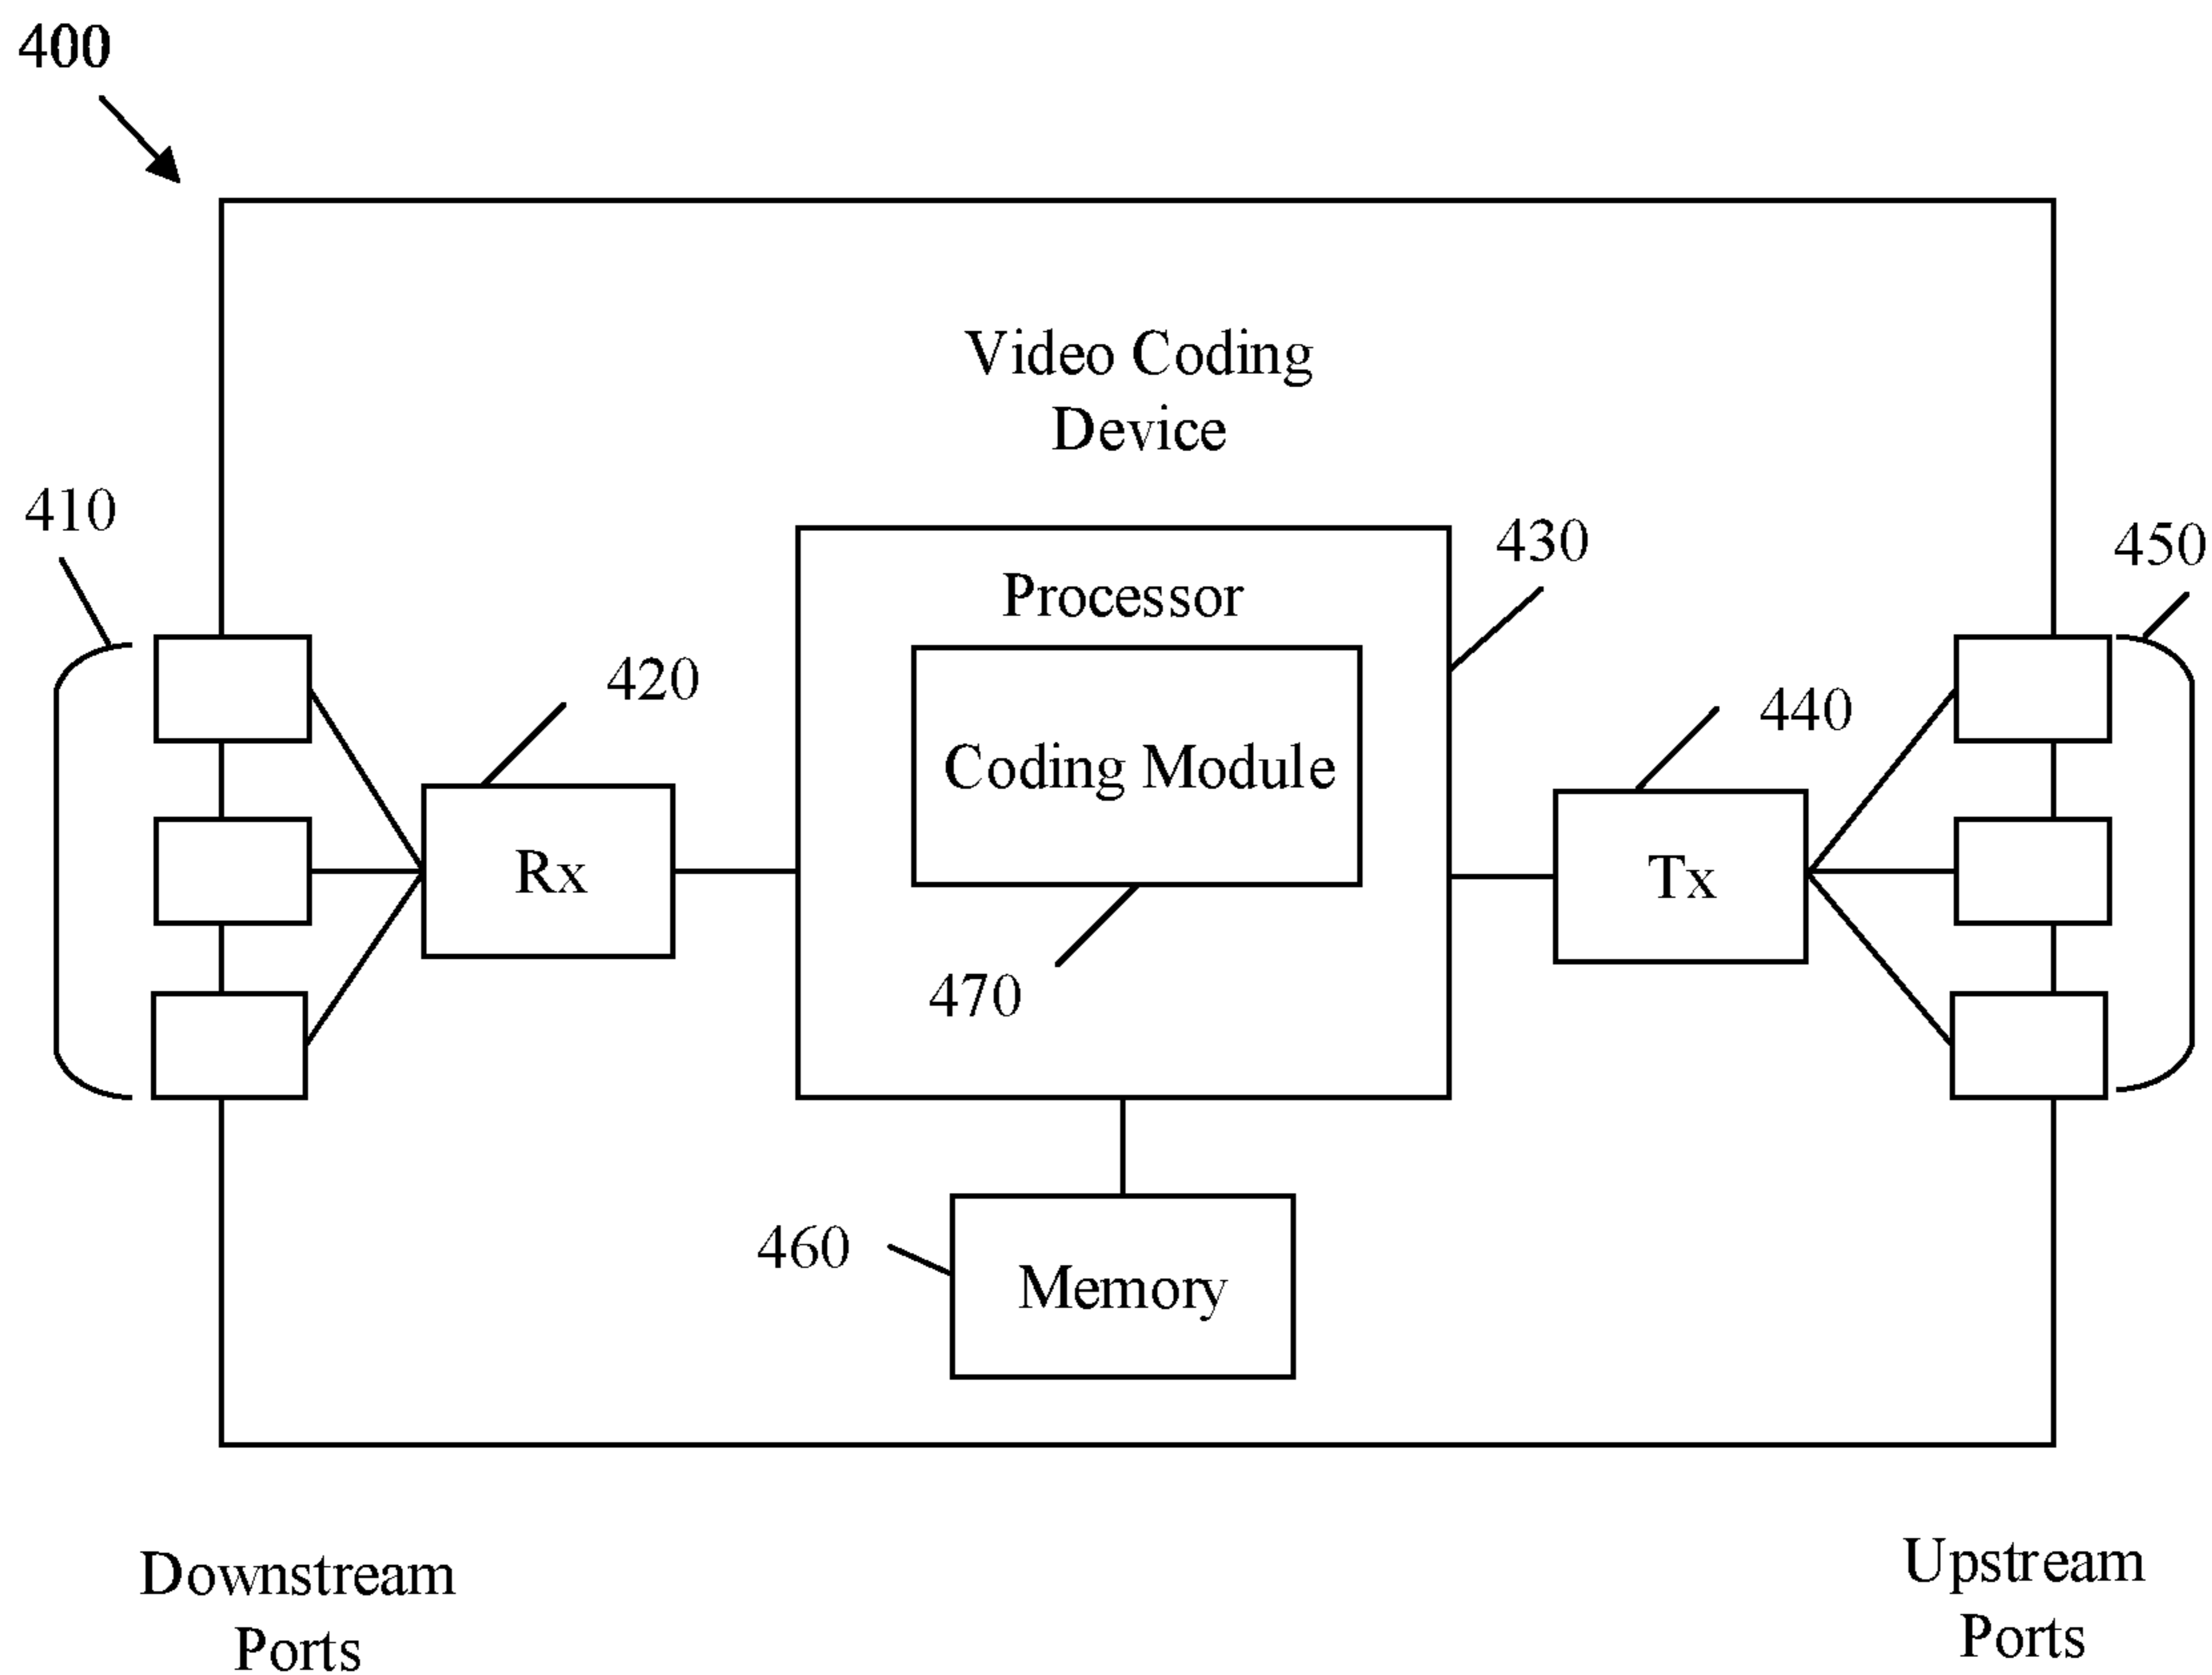 400
Video Coding
Device
410
430
450
Processor
420
440
Coding Module
Rx
Tx
470
460
Memory
Downstream
Ports
Upstream
Ports